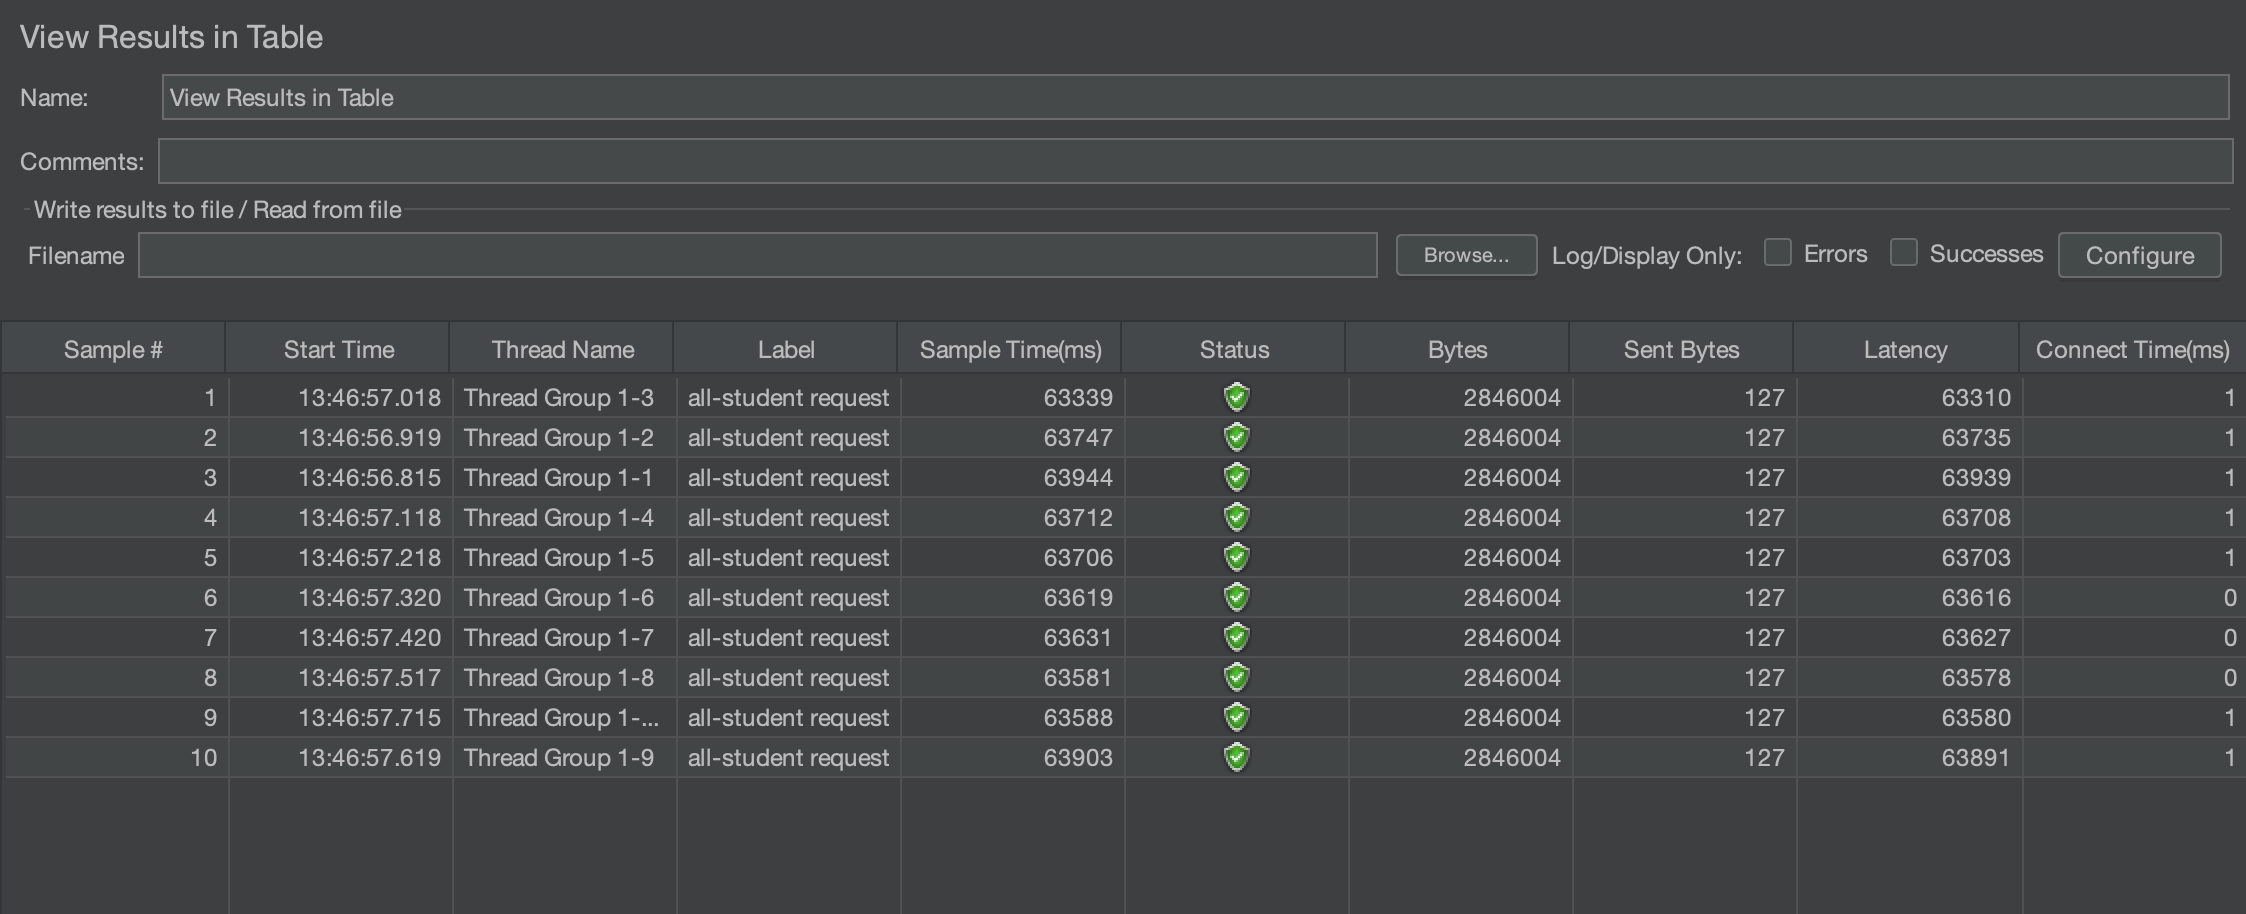 View Results in Table
Name: View Results in Table
Comments:
Write results to file / Read from file
Filename Browse... Log/Display Only: Errors Successes Configure
Sample # Start Time Thread Name Label Sample Time(ms) Status Bytes Sent Bytes Latency Connect Time(ms)
1 13:46:57.018 Thread Group 1-3 all-student request 63339 2846004 127 63310 1
2 13:46:56.919 Thread Group 1-2 all-student request 63747 2846004 127 63735 1
3 13:46:56.815 Thread Group 1-1 all-student request 63944 2846004 127 63939 1
4 13:46:57.118 Thread Group 1-4 all-student request 63712 2846004 127 63708 1
5 13:46:57.218 Thread Group 1-5 all-student request 63706 2846004 127 63703 1
6 13:46:57.320 Thread Group 1-6 all-student request 63619 2846004 127 63616 0
7 13:46:57.420 Thread Group 1-7 all-student request 63631 2846004 127 63627 0
8 13:46:57.517 Thread Group 1-8 all-student request 63581 2846004 127 63578 0
9 13:46:57.715 Thread Group 1-... all-student request 63588 2846004 127 63580 1
10 13:46:57.619 Thread Group 1-9 all-student request 63903 2846004 127 63891 1